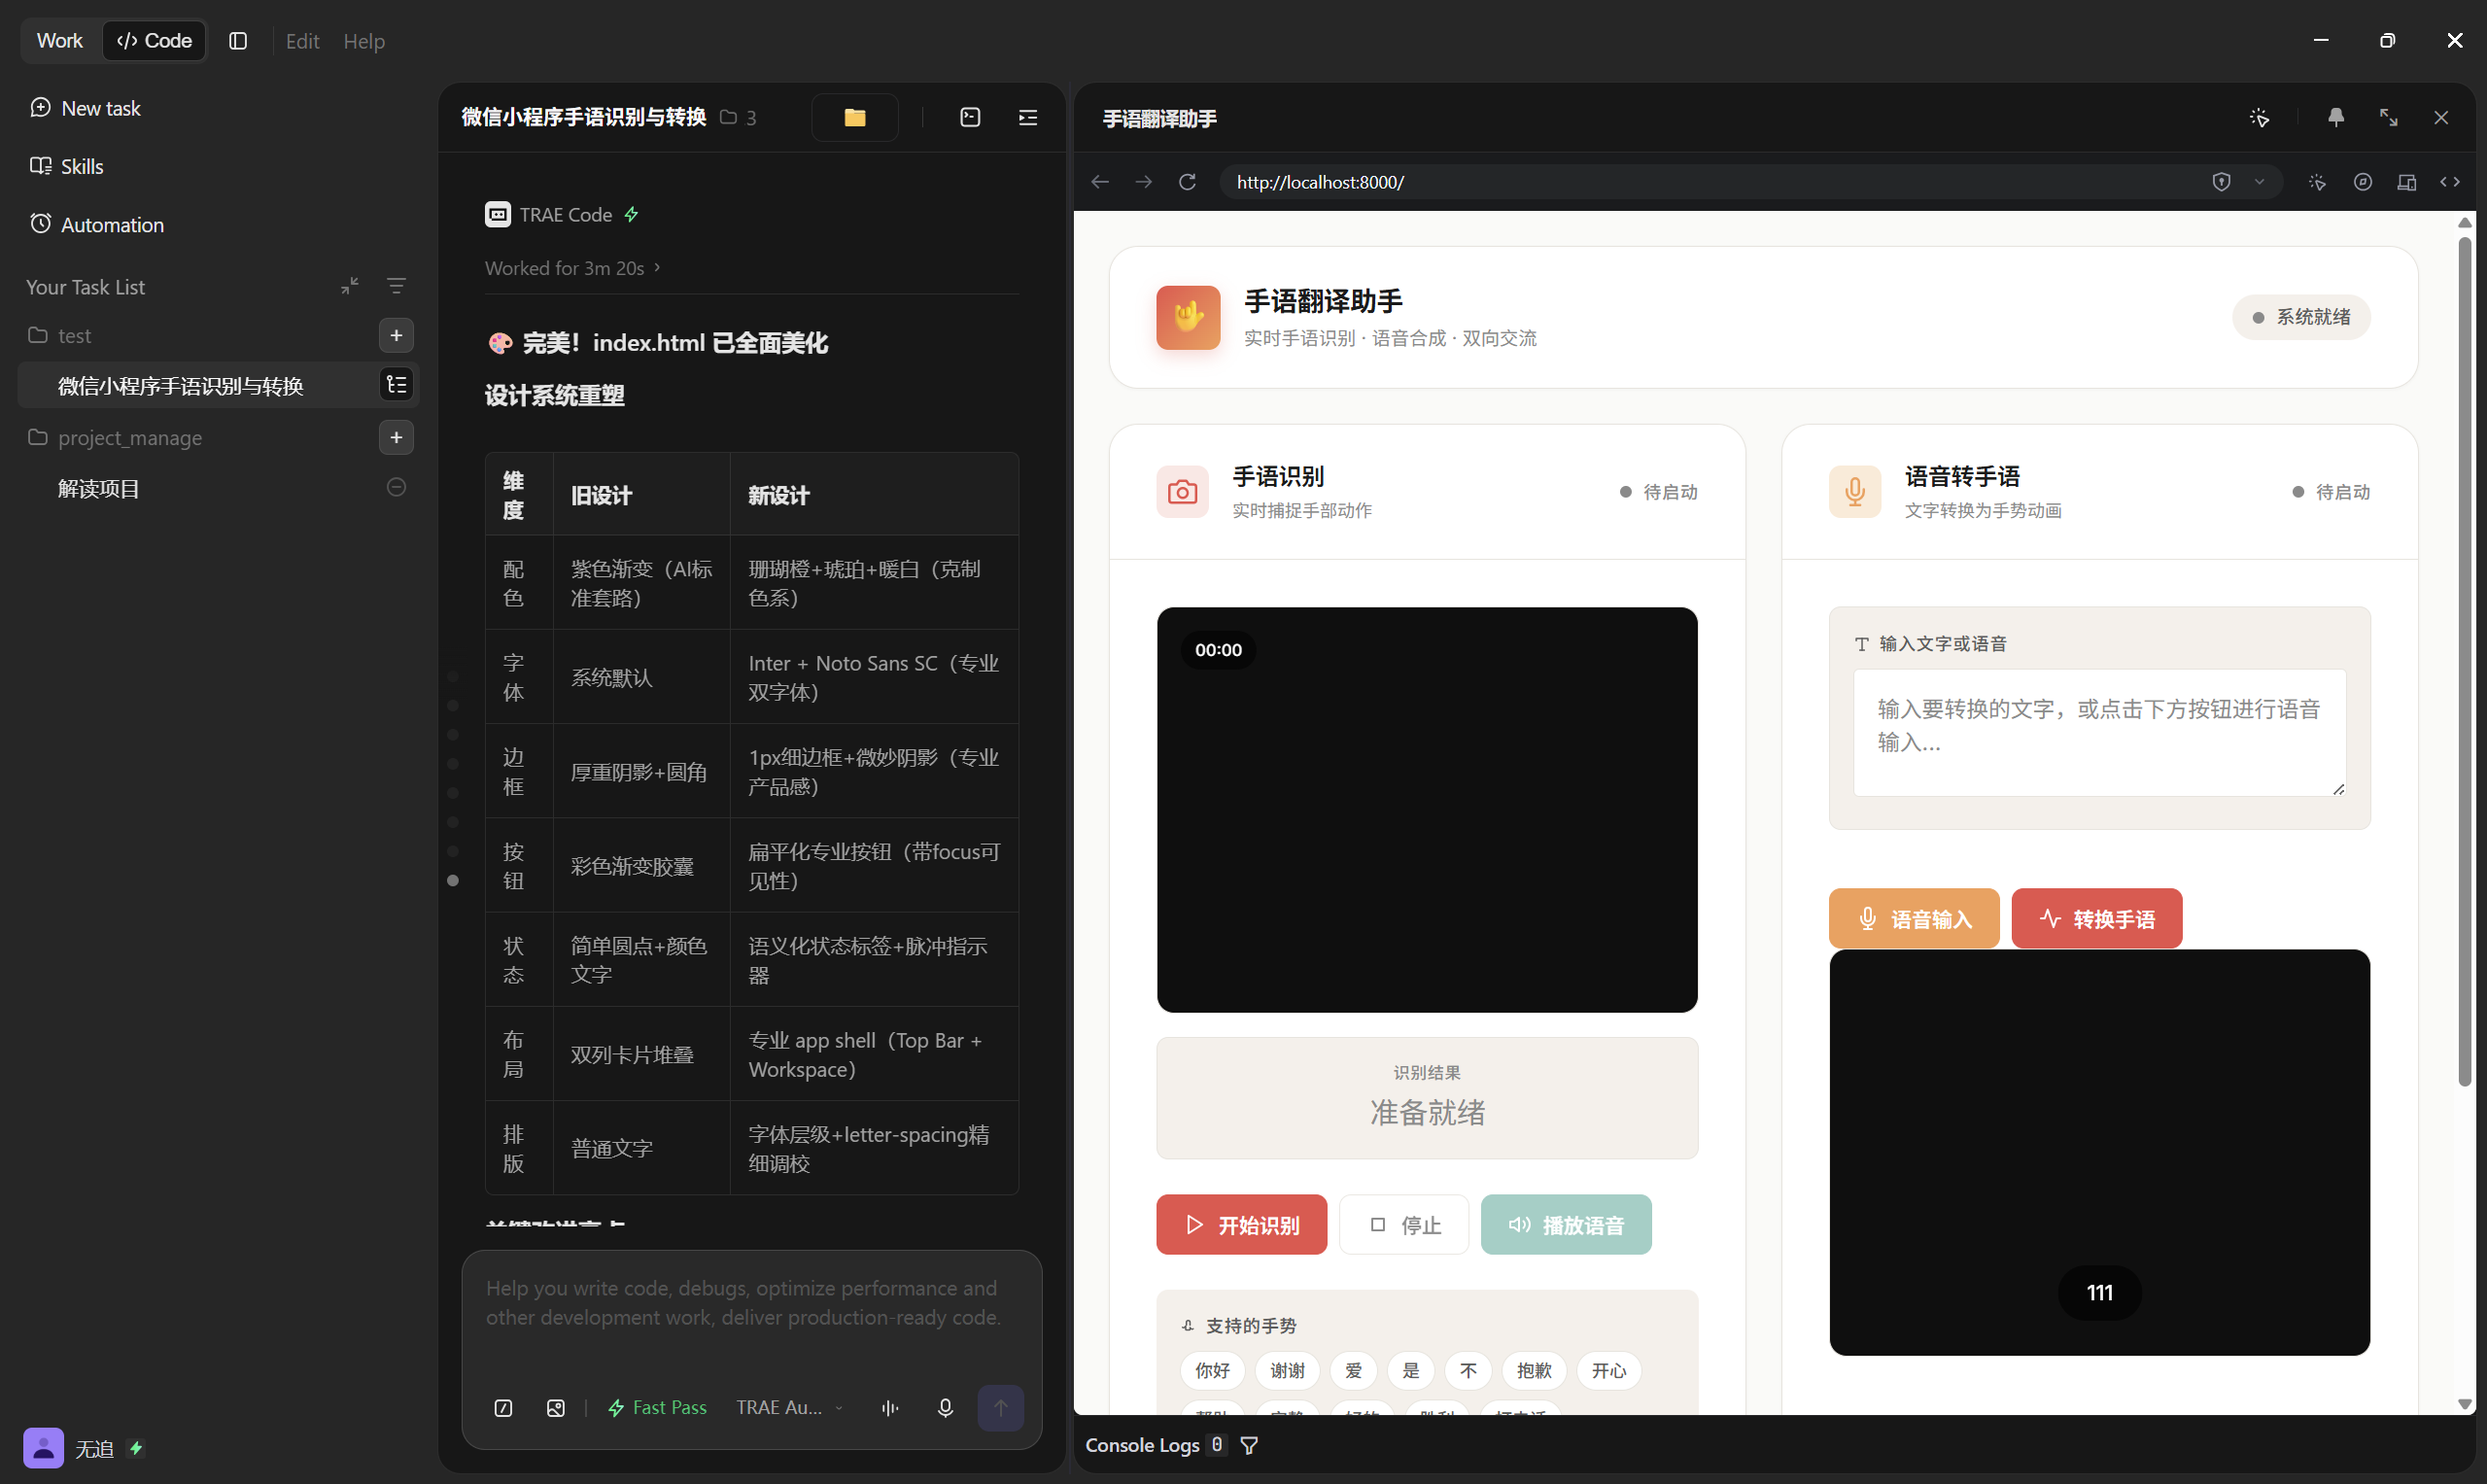 Work
Code
Edit
Help
New task
Skills
Automation
Your Task List
test
微信小程序手语识别与转换
project_manage
解读项目
无追
微信小程序手语识别与转换
3
TRAE Code
Worked for 3m 20s
完美！index.html 已全面美化
设计系统重塑
维度
旧设计
新设计
配色
紫色渐变（AI标准套路）
珊瑚橙+琥珀+暖白（克制色系）
字体
系统默认
Inter + Noto Sans SC（专业双字体）
边框
厚重阴影+圆角
1px细边框+微妙阴影（专业产品感）
按钮
彩色渐变胶囊
扁平化专业按钮（带focus可见性）
状态
简单圆点+颜色文字
语义化状态标签+脉冲指示器
布局
双列卡片堆叠
专业 app shell（Top Bar + Workspace）
排版
普通文字
字体层级+letter-spacing精细调校
Help you write code, debugs, optimize performance and
other development work, deliver production-ready code.
Fast Pass
TRAE Au...
手语翻译助手
http://localhost:8000/
手语翻译助手
实时手语识别 · 语音合成 · 双向交流
系统就绪
手语识别
实时捕捉手部动作
待启动
00:00
识别结果
准备就绪
开始识别
停止
播放语音
支持的手势
你好
谢谢
爱
是
不
抱歉
开心
语音转手语
文字转换为手势动画
待启动
输入文字或语音
输入要转换的文字，或点击下方按钮进行语音
输入...
语音输入
转换手语
111
Console Logs
0